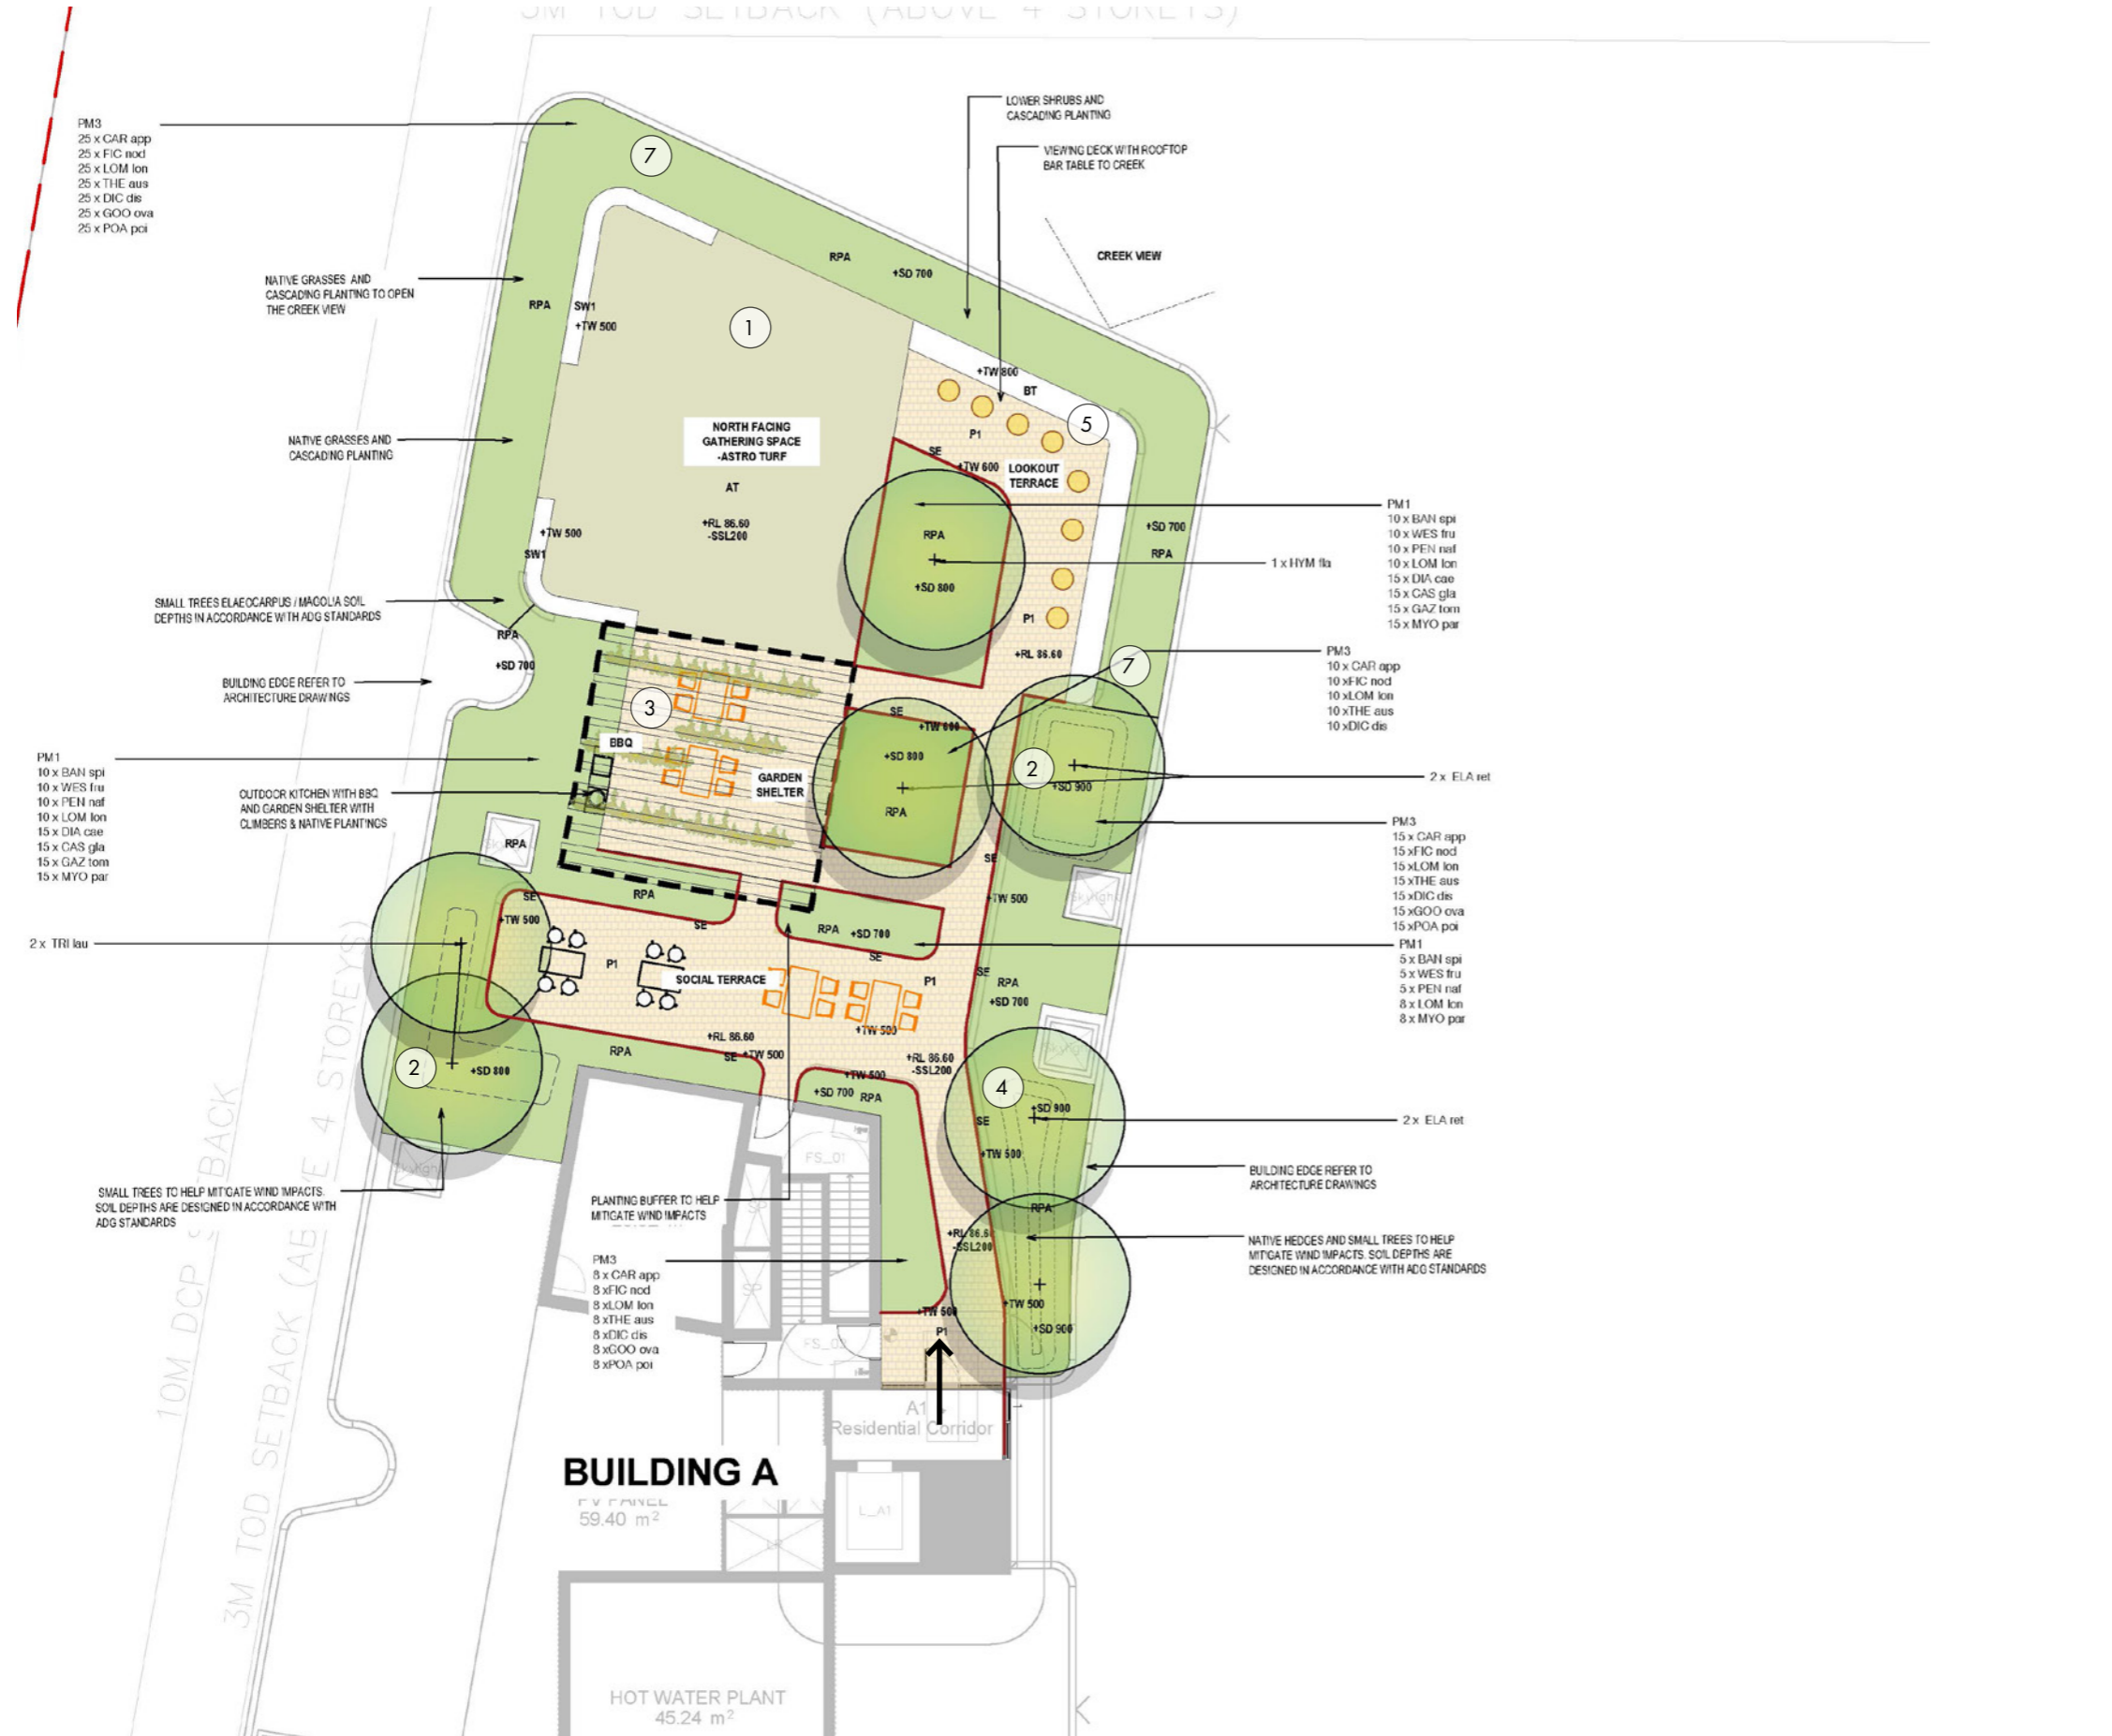 3M TOD SETBACK (ABOVE 4 STOREYS)
PM3
25 x CAR app
25 x FIC nod
25 x LOM lon
25 x THE aus
25 x DIC dis
25 x GOO ova
25 x POA poi
LOWER SHRUBS AND
CASCADING PLANTING
VIEWING DECK WITH ROOFTOP
BAR TABLE TO CREEK
7
CREEK VIEW
RPA
+SD 700
NATIVE GRASSES AND
CASCADING PLANTING TO OPEN
THE CREEK VIEW
RPA
SW1
+TW 500
1
+TW 800
BT
5
P1
SE
+TW 600
LOOKOUT
TERRACE
NORTH FACING
GATHERING SPACE
-ASTRO TURF
AT
+RL 86.60
-SSL200
NATIVE GRASSES AND
CASCADING PLANTING
+TW 500
SW1
RPA
+SD 800
+SD 700
RPA
PM1
10 x BAN spi
10 x WES fru
10 x PEN naf
10 x LOM lon
15 x DIA cae
15 x CAS gla
15 x GAZ tom
15 x MYO par
1 x HYM fla
SMALL TREES ELAEOCARPUS / MAGOLIA SOIL
DEPTHS IN ACCORDANCE WITH ADG STANDARDS
RPA
+SD 700
P1
+RL 86.60
7
PM3
10 x CAR app
10 xFIC nod
10 xLOM lon
10 xTHE aus
10 xDIC dis
BUILDING EDGE REFER TO
ARCHITECTURE DRAWINGS
3
BBQ
GARDEN
SHELTER
SE
+TW 600
+SD 800
RPA
2
+SD 900
2 x ELA ret
PM1
10 x BAN spi
10 x WES fru
10 x PEN naf
10 x LOM lon
15 x DIA cae
15 x CAS gla
15 x GAZ tom
15 x MYO par
OUTDOOR KITCHEN WITH BBQ
AND GARDEN SHELTER WITH
CLIMBERS & NATIVE PLANTINGS
PM3
15 x CAR app
15 xFIC nod
15 xLOM lon
15 xTHE aus
15 xDIC dis
15 xGOO ova
15 xPOA poi
RPA
SE
+TW 500
Skylight
RPA
SE
+TW 500
SE
RPA
+SD 700
SE
2 x TRI lau
P1
SOCIAL TERRACE
P1
SE
RPA
+SD 700
PM1
5 x BAN spi
5 x WES fru
5 x PEN naf
8 x LOM lon
8 x MYO par
+TW 500
+RL 86.60
SE
+TW 500
RPA
+RL 86.60
-SSL200
2
+SD 800
+TW 500
+SD 700
RPA
4
+SD 900
SE
+TW 500
2 x ELA ret
FS_01
Skylight
SMALL TREES TO HELP MITIGATE WIND IMPACTS.
SOIL DEPTHS ARE DESIGNED IN ACCORDANCE WITH
ADG STANDARDS
PLANTING BUFFER TO HELP
MITIGATE WIND IMPACTS
SP
BUILDING EDGE REFER TO
ARCHITECTURE DRAWINGS
RPA
+RL 86.60
-SSL200
NATIVE HEDGES AND SMALL TREES TO HELP
MITIGATE WIND IMPACTS. SOIL DEPTHS ARE
DESIGNED IN ACCORDANCE WITH ADG STANDARDS
PM3
8 x CAR app
8 xFIC nod
8 xLOM lon
8 xTHE aus
8 xDIC dis
8 xGOO ova
8 xPOA poi
SP
FS_02
+TW 500
P1
+TW 500
+SD 900
10M DCP SETBACK
3M TOD SETBACK (ABOVE 4 STOREYS)
A1
Residential Corridor
BUILDING A
PV PANEL
59.40 m²
L_A1
HOT WATER PLANT
45.24 m²